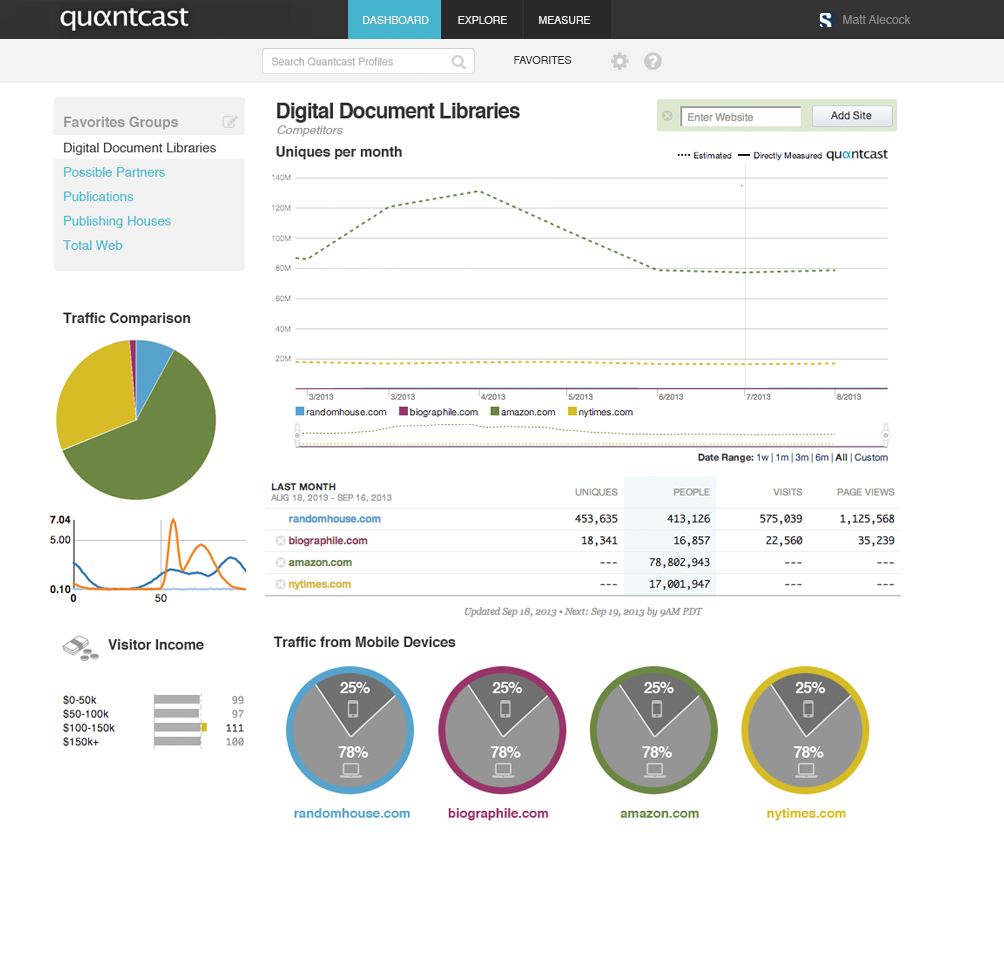 quantcast
DASHBOARD EXPLORE MEASURE
S Matt Alecock
Search Quantcast Profiles
FAVORITES
?
Favorites Groups
Digital Document Libraries
Possible Partners
Publications
Publishing Houses
Total Web
Digital Document Libraries
Competitors
Enter Website
Add Site
Uniques per month
Estimated Directly Measured quantcast
140M
120M
100M
80M
60M
40M
20M
3/2013 3/2013 4/2013 5/2013 6/2013 7/2013 8/2013
randomhouse.com biographile.com amazon.com nytimes.com
Date Range: 1w | 1m | 3m | 6m | All | Custom
Traffic Comparison
7.04
5.00
0.10
0 50
LAST MONTH
AUG 18, 2013 - SEP 16, 2013
UNIQUES PEOPLE VISITS PAGE VIEWS
randomhouse.com 453,635 413,126 575,039 1,125,568
biographile.com 18,341 16,857 22,560 35,239
amazon.com --- 78,802,943 --- ---
nytimes.com --- 17,001,947 --- ---
Updated Sep 18, 2013 • Next: Sep 19, 2013 by 9AM PDT
Visitor Income
$0-50k 99
$50-100k 97
$100-150k 111
$150k+ 100
Traffic from Mobile Devices
25% 25% 25% 25%
78% 78% 78% 78%
randomhouse.com biographile.com amazon.com nytimes.com